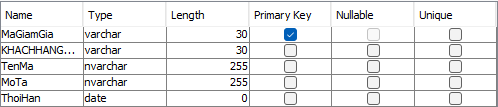 Name Type Length Primary Key Nullable Unique
MaGiamGia varchar 30
KHACHHANG... varchar 30
TenMa nvarchar 255
MoTa nvarchar 255
ThoiHan date 0